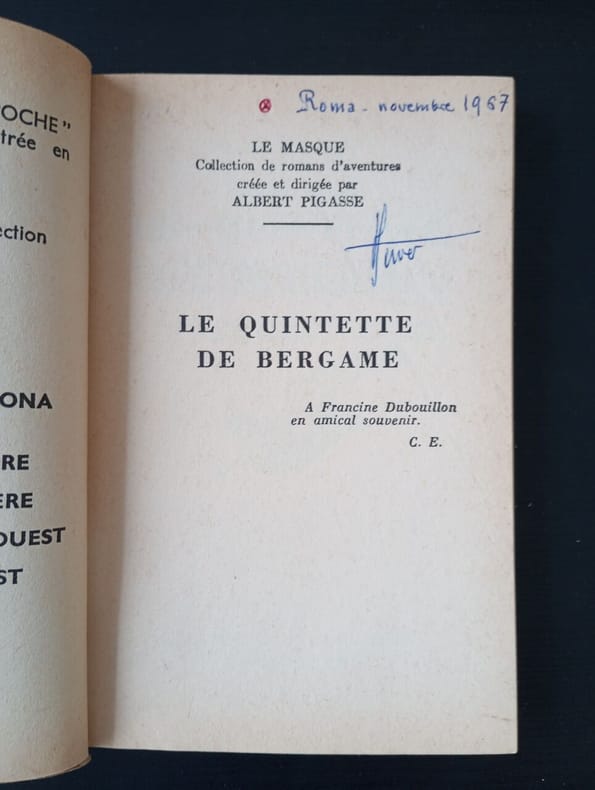 OCHE"
trée en
ction
ONA
RE
ÈRE
OUEST
ST
Roma - novembre 1967
LE MASQUE
Collection de romans d'aventures
créée et dirigée par
ALBERT PIGASSE
LE QUINTETTE
DE BERGAME
A Francine Dubouillon
en amical souvenir.
C. E.